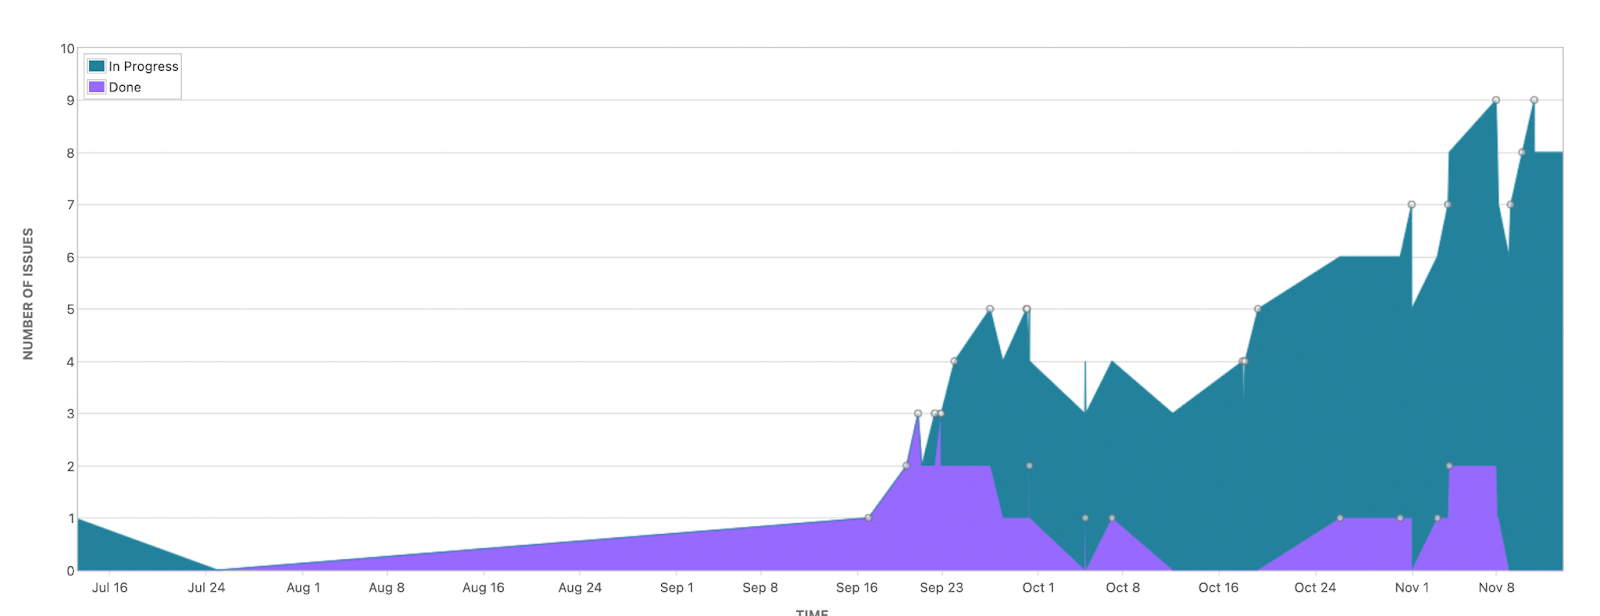 10
In Progress
Done
9
8
7
6
5
4
3
2
1
0
NUMBER OF ISSUES
Jul 16 Jul 24 Aug 1 Aug 8 Aug 16 Aug 24 Sep 1 Sep 8 Sep 16 Sep 23 Oct 1 Oct 8 Oct 16 Oct 24 Nov 1 Nov 8
TIME